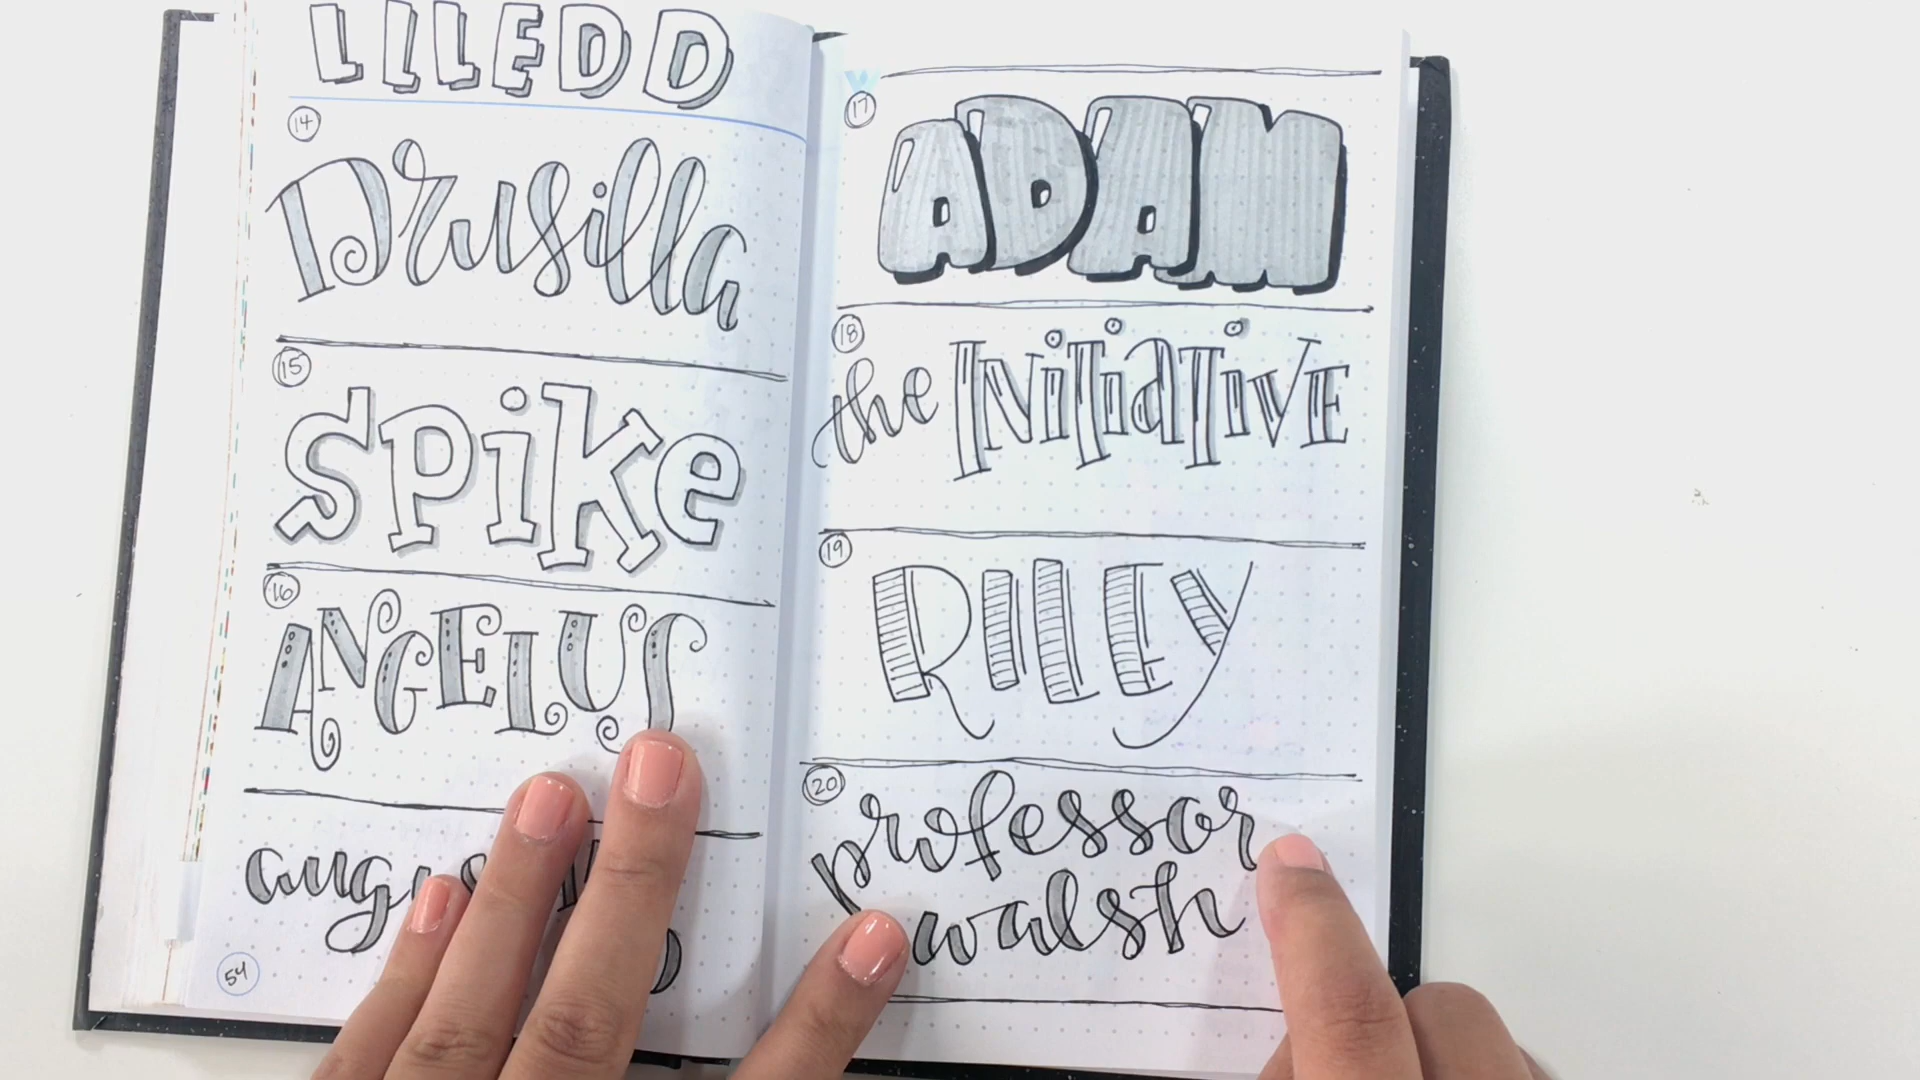 LLLEDD
14
Drusilla
15
Spike
16
ANGELUS
54
17
ADAM
18
the INiTiaTiVE
19
RILEY
20
professor
walsh